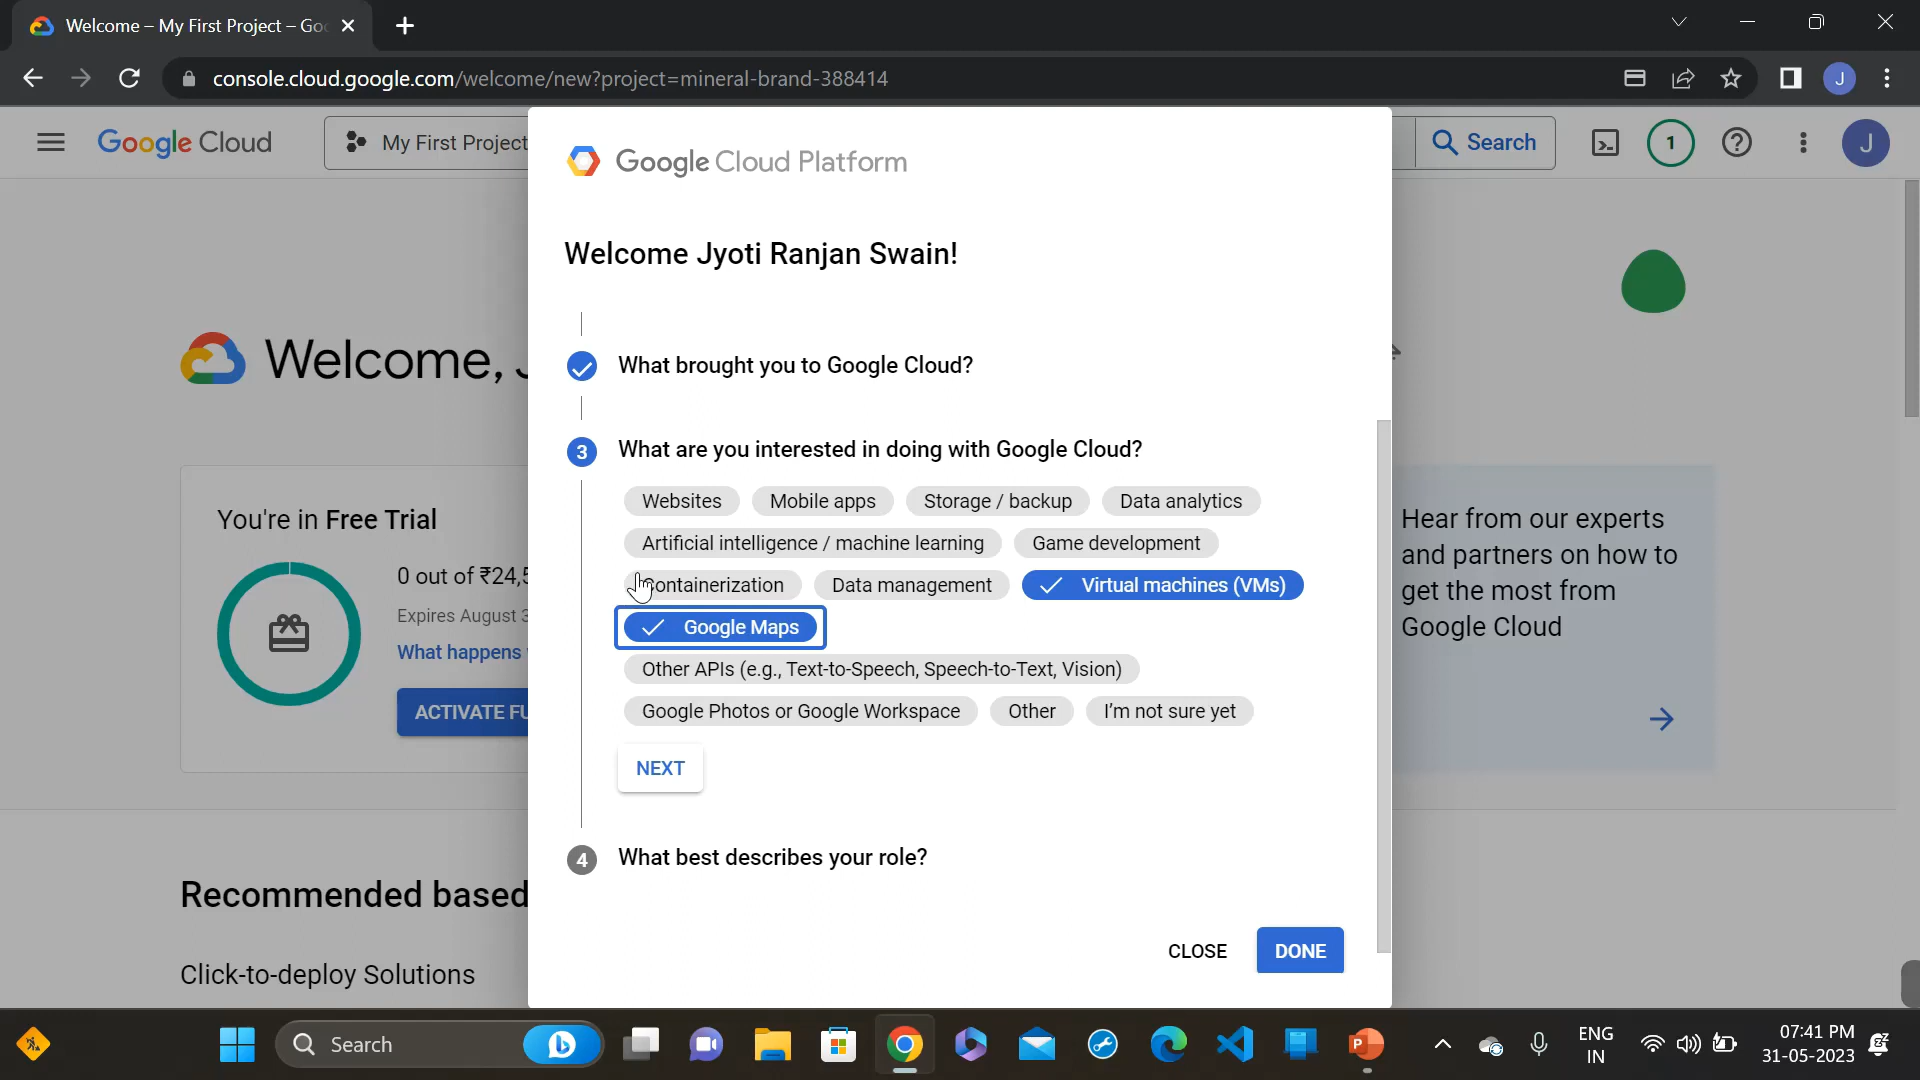 Welcome – My First Project – Goo
console.cloud.google.com/welcome/new?project=mineral-brand-388414
J
Google Cloud
My First Project
Search
1
J
Google Cloud Platform
Welcome Jyoti Ranjan Swain!
Welcome, J
What brought you to Google Cloud?
3 What are you interested in doing with Google Cloud?
Websites
Mobile apps
Storage / backup
Data analytics
Artificial intelligence / machine learning
Game development
Containerization
Data management
Virtual machines (VMs)
Google Maps
Other APIs (e.g., Text-to-Speech, Speech-to-Text, Vision)
Google Photos or Google Workspace
Other
I'm not sure yet
NEXT
4 What best describes your role?
CLOSE
DONE
You're in Free Trial
0 out of ₹24,5
Expires August 3
What happens
ACTIVATE FU
Hear from our experts
and partners on how to
get the most from
Google Cloud
Recommended based
Click-to-deploy Solutions
Search
ENG
IN
07:41 PM
31-05-2023